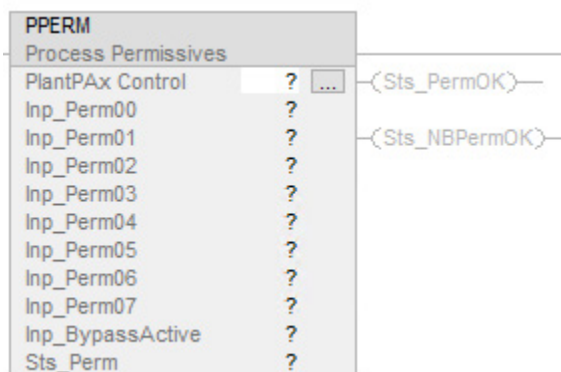 PPERM
Process Permissives
PlantPAx Control ? ... (Sts_PermOK)
Inp_Perm00 ?
Inp_Perm01 ? (Sts_NBPermOK)
Inp_Perm02 ?
Inp_Perm03 ?
Inp_Perm04 ?
Inp_Perm05 ?
Inp_Perm06 ?
Inp_Perm07 ?
Inp_BypassActive ?
Sts_Perm ?